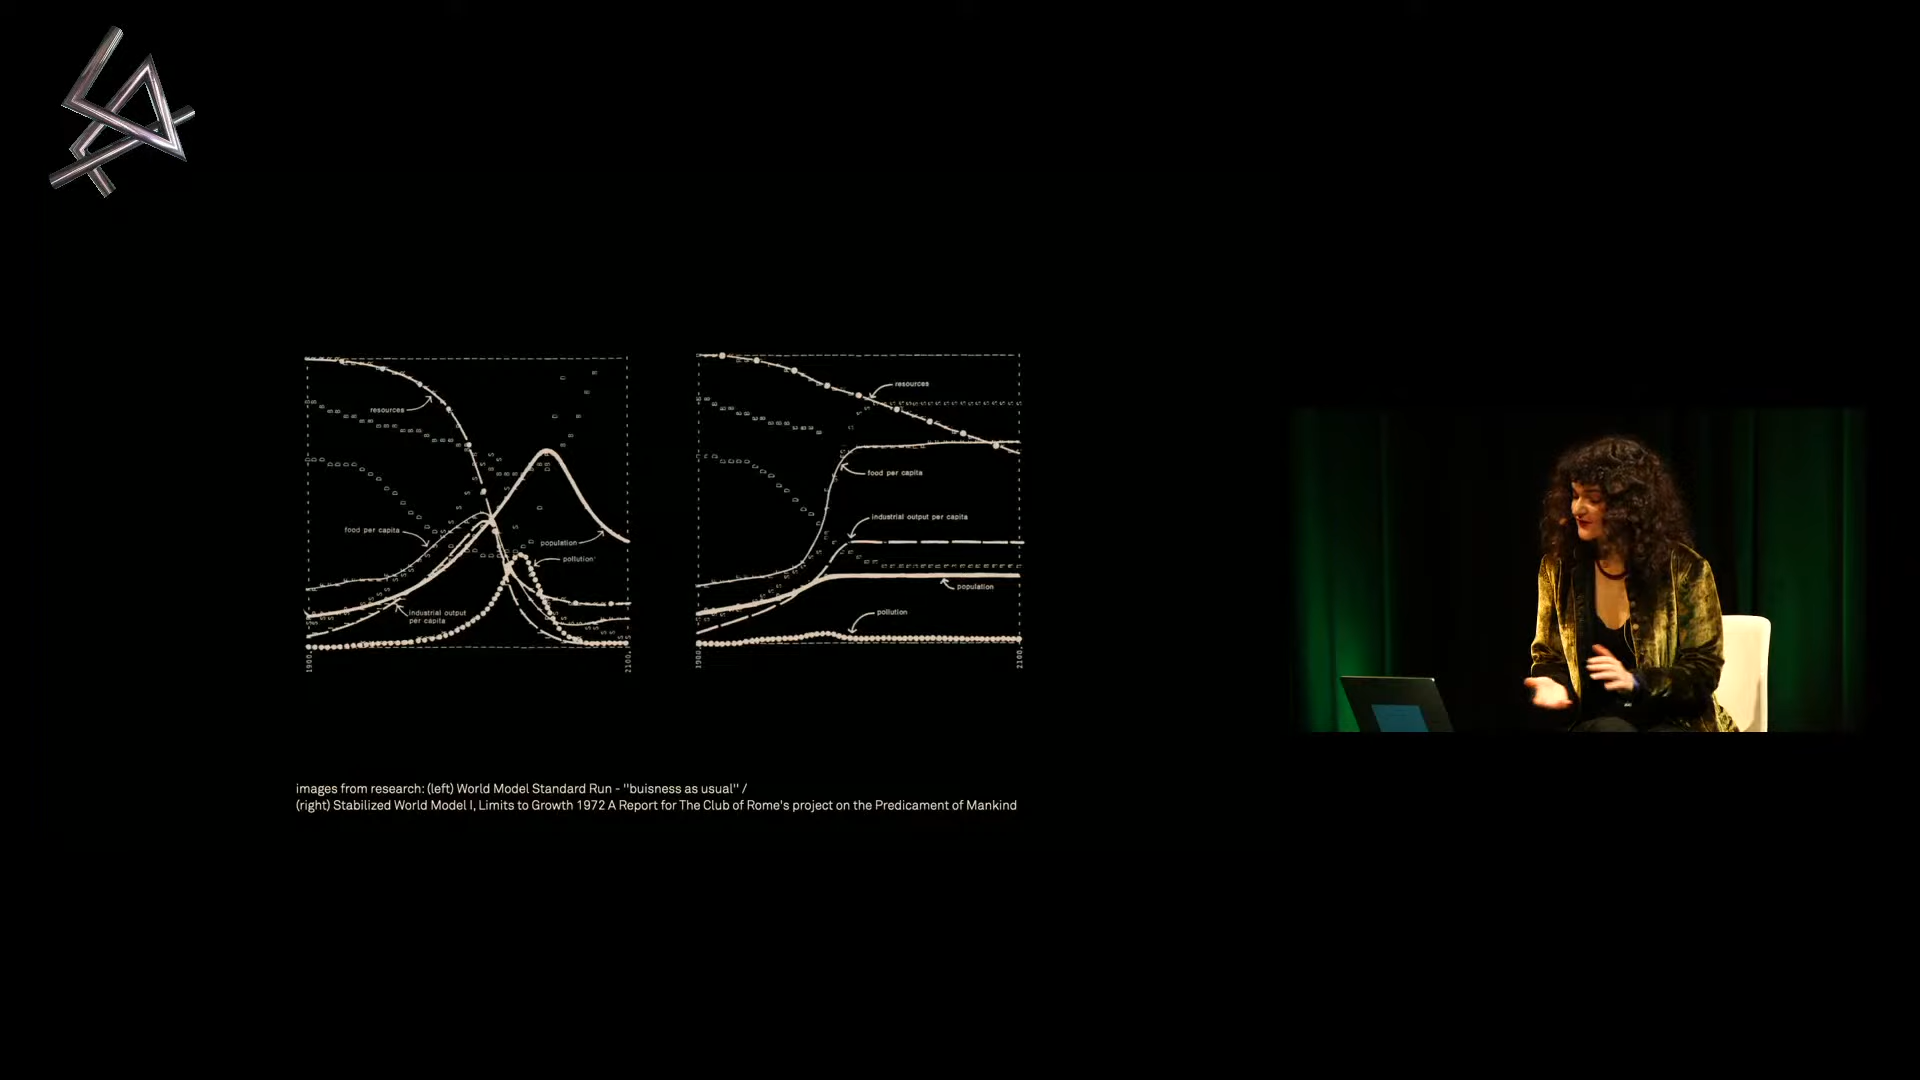 resources
food per capita
population
pollution
industrial output
per capita
1900
2100
resources
food per capita
industrial output per capita
population
pollution
1900
2100
images from research: (left) World Model Standard Run - "buisness as usual" /
(right) Stabilized World Model I, Limits to Growth 1972 A Report for The Club of Rome's project on the Predicament of Mankind